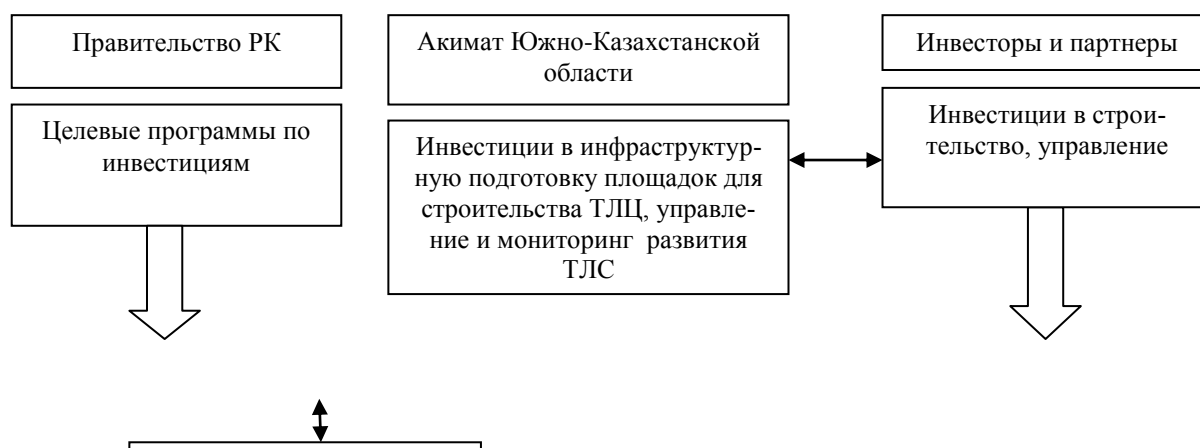 Правительство РК
Акимат Южно-Казахстанской
области
Инвесторы и партнеры
Целевые программы по
инвестициям
Инвестиции в инфраструктур-
ную подготовку площадок для
строительства ТЛЦ, управле-
ние и мониторинг развития
ТЛС
Инвестиции в строи-
тельство, управление